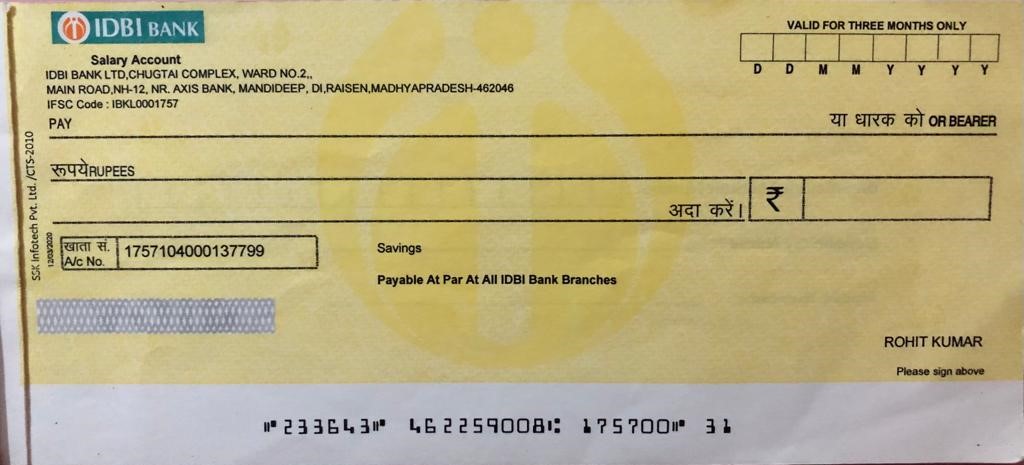 IDBI BANK
VALID FOR THREE MONTHS ONLY
D D M M Y Y Y Y
Salary Account
IDBI BANK LTD,CHUGTAI COMPLEX, WARD NO.2,,
MAIN ROAD,NH-12, NR. AXIS BANK, MANDIDEEP, DI,RAISEN,MADHYAPRADESH-462046
IFSC Code : IBKL0001757
PAY या धारक को OR BEARER
रूपये RUPEES
अदा करें। ₹
खाता सं. 1757104000137799
A/c No.
Savings
Payable At Par At All IDBI Bank Branches
SSK Infotech Pvt. Ltd. /CTS-2010
12/03/2020
ROHIT KUMAR
Please sign above
⑈233643⑈ 462259008⑆ 175700⑈ 31